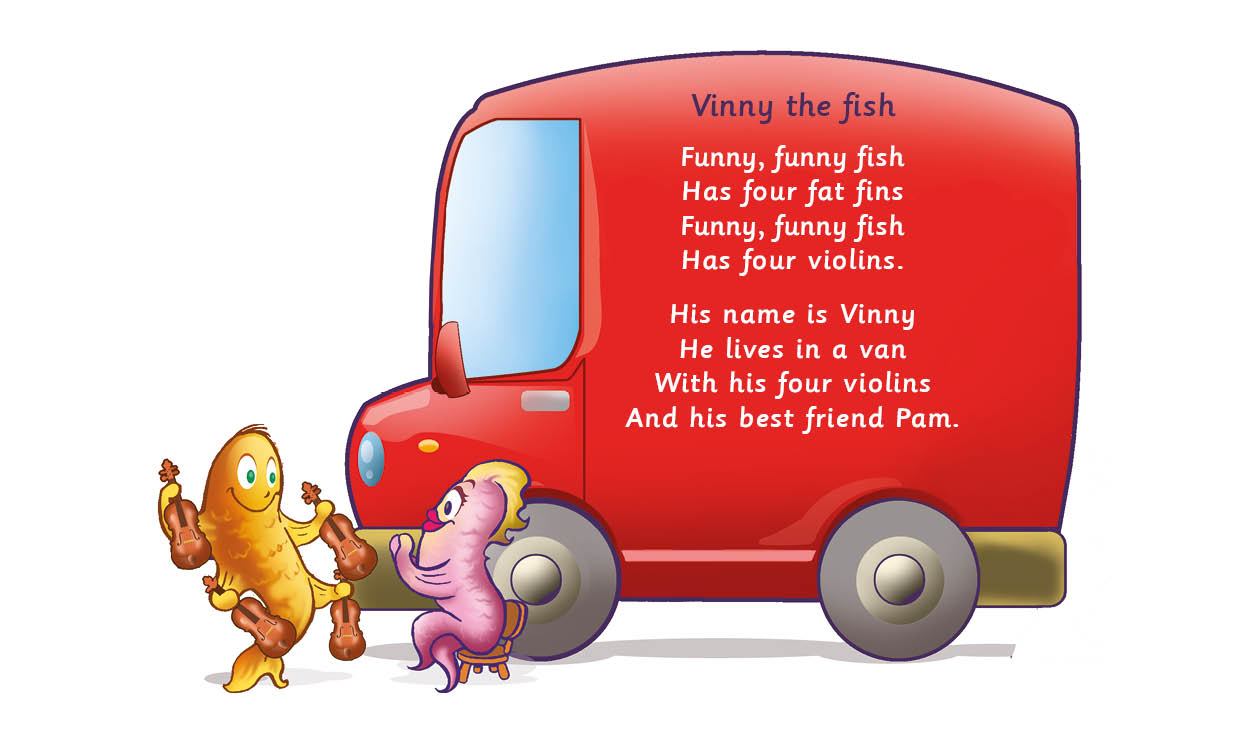 Vinny the fish
Funny, funny fish
Has four fat fins
Funny, funny fish
Has four violins.
His name is Vinny
He lives in a van
With his four violins
And his best friend Pam.